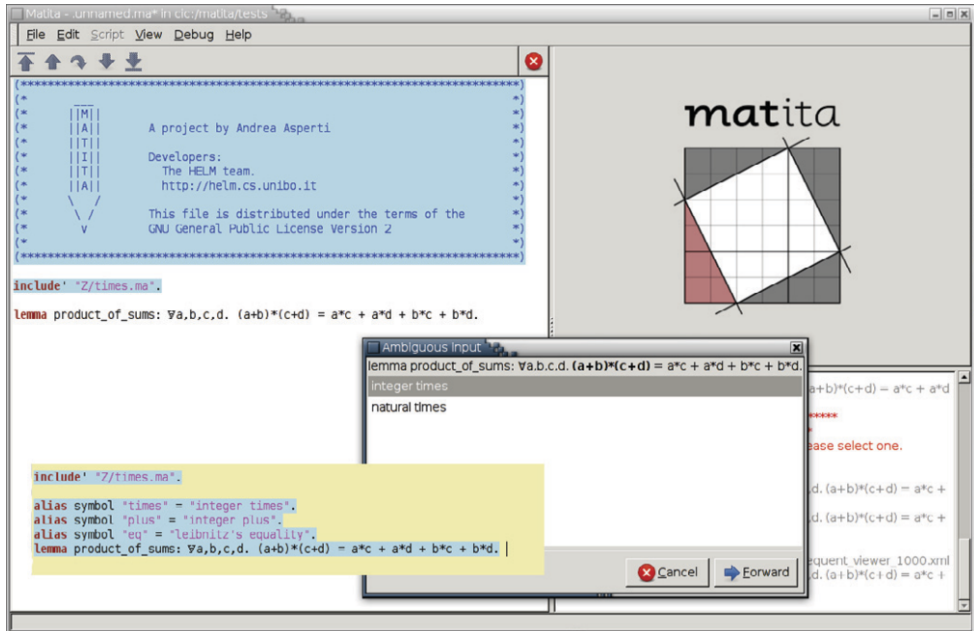 Matita - .unnamed.ma* in cic:/matita/tests
File Edit Script View Debug Help
(**************************************************************************)
(*       ___                                                              *)
(*      ||M||                                                             *)
(*      ||A||       A project by Andrea Asperti                           *)
(*      ||T||                                                             *)
(*      ||I||       Developers:                                           *)
(*      ||T||         The HELM team.                                      *)
(*      ||A||         http://helm.cs.unibo.it                             *)
(*      \   /                                                             *)
(*       \ /        This file is distributed under the terms of the       *)
(*        v         GNU General Public License Version 2                  *)
(*                                                                        *)
(**************************************************************************)
include' "Z/times.ma".
lemma product_of_sums: ∀a,b,c,d. (a+b)*(c+d) = a*c + a*d + b*c + b*d.
matita
Ambiguous input
lemma product_of_sums: ∀a.b.c.d. (a+b)*(c+d) = a*c + a*d + b*c + b*d.
integer times
natural times
Cancel Forward
include' "Z/times.ma".
alias symbol "times" = "integer times".
alias symbol "plus" = "integer plus".
alias symbol "eq" = "leibnitz's equality".
lemma product_of_sums: ∀a,b,c,d. (a+b)*(c+d) = a*c + a*d + b*c + b*d.
a+b)*(c+d) = a*c + a*d
*****
*
ease select one.
.d. (a+b)*(c+d) = a*c +
.d. (a+b)*(c+d) = a*c +
equent_viewer_1000.xml
.d. (a+b)*(c+d) = a*c +